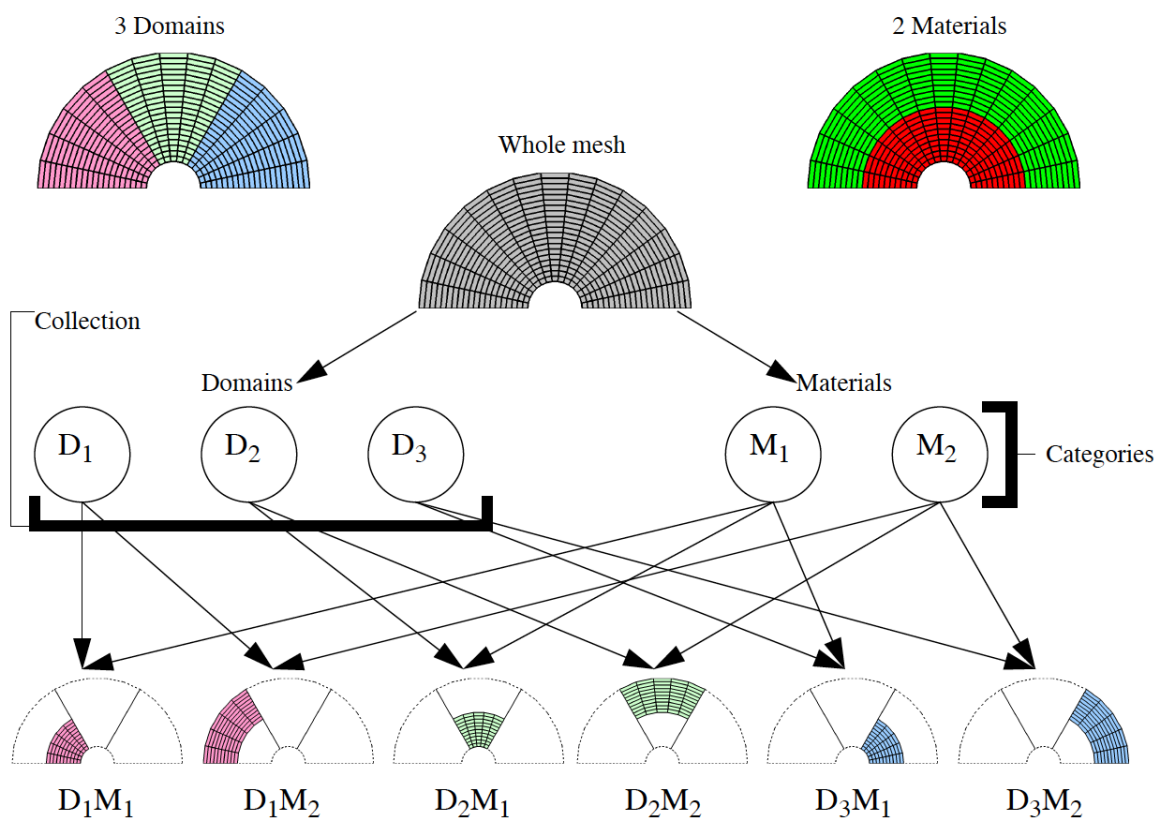 3 Domains
2 Materials
Whole mesh
Collection
Domains
Materials
D₁
D₂
D₃
M₁
M₂
Categories
D₁M₁
D₁M₂
D₂M₁
D₂M₂
D₃M₁
D₃M₂